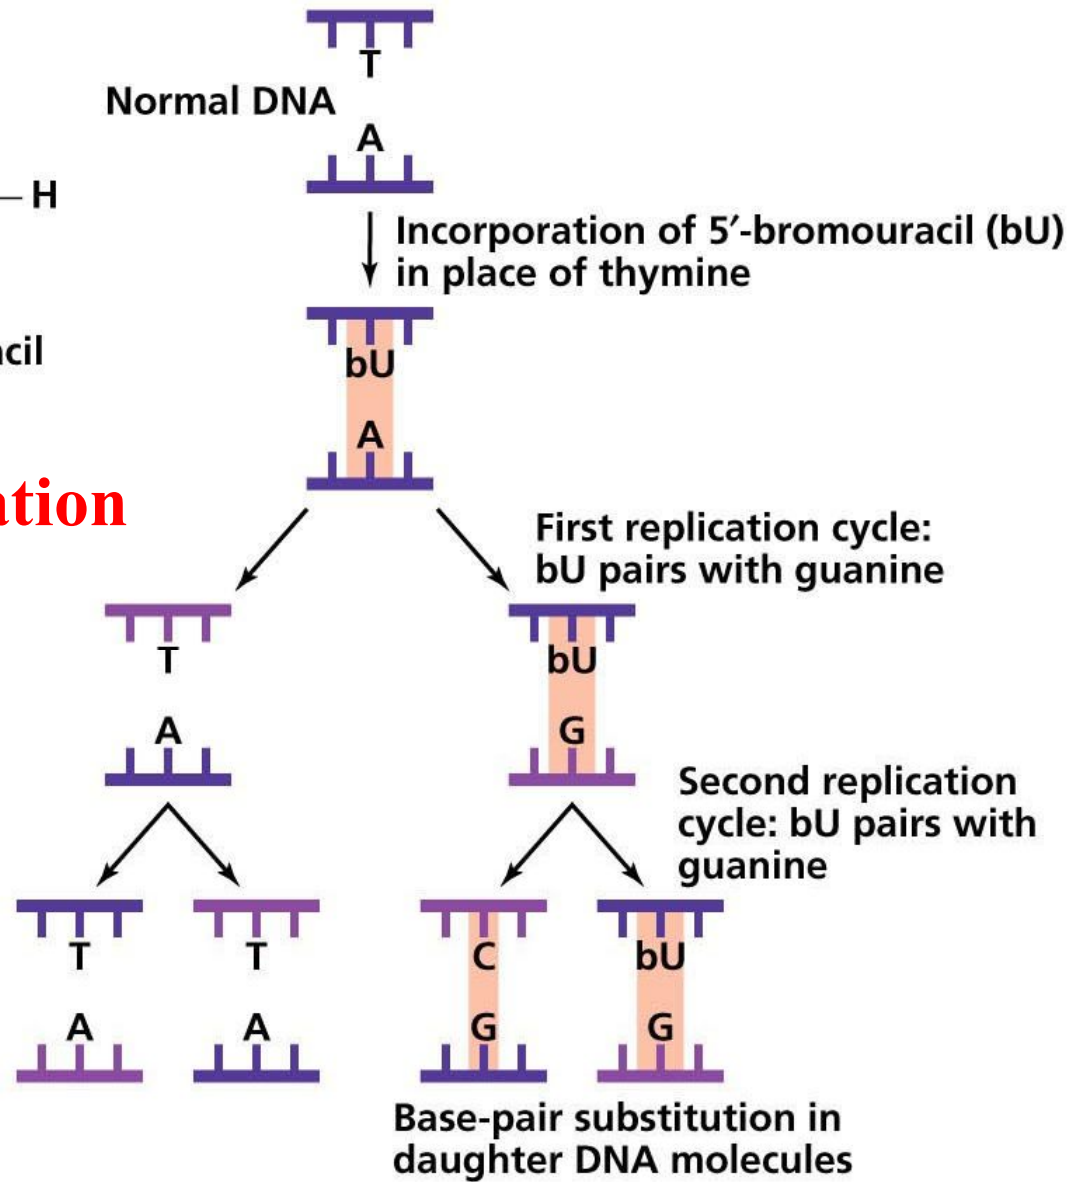 T
Normal DNA
A
– H
Incorporation of 5′-bromouracil (bU)
in place of thymine
bU
cil
A
ation
First replication cycle:
bU pairs with guanine
T
bU
A
G
Second replication
cycle: bU pairs with
guanine
T
T
C
bU
A
A
G
G
Base-pair substitution in
daughter DNA molecules